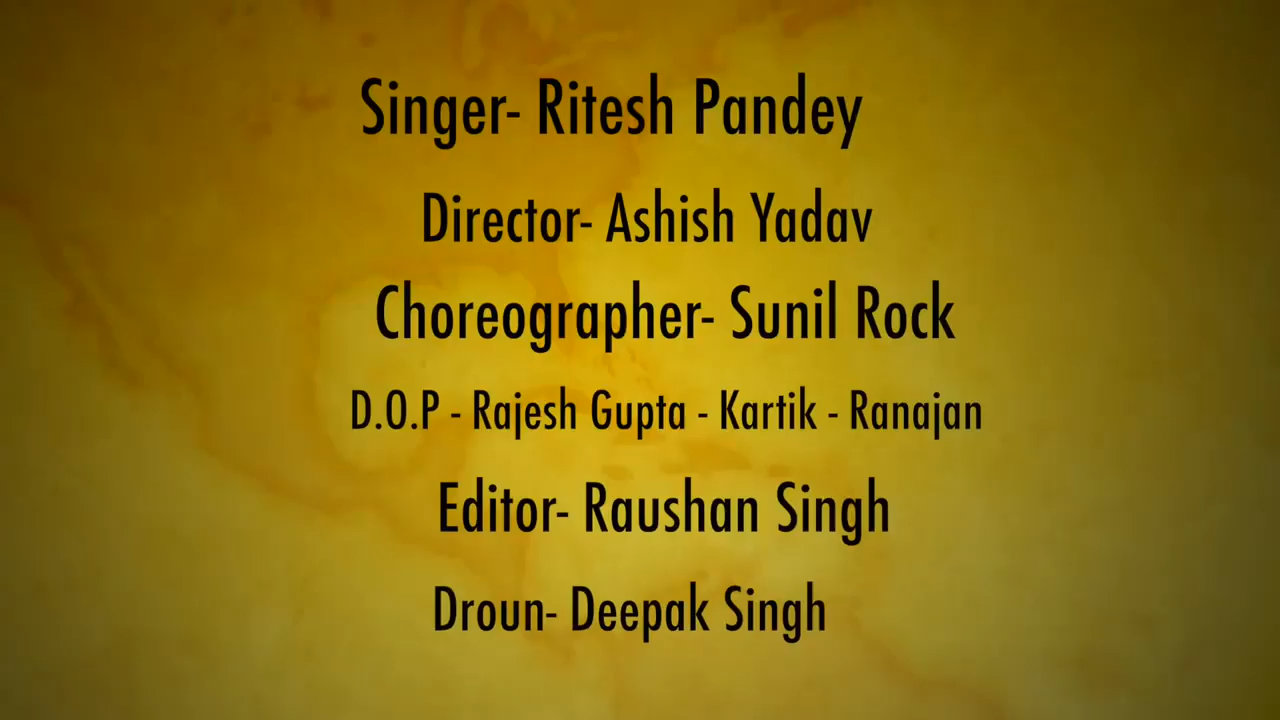 Singer- Ritesh Pandey
Director- Ashish Yadav
Choreographer- Sunil Rock
D.O.P - Rajesh Gupta - Kartik - Ranajan
Editor- Raushan Singh
Droun- Deepak Singh